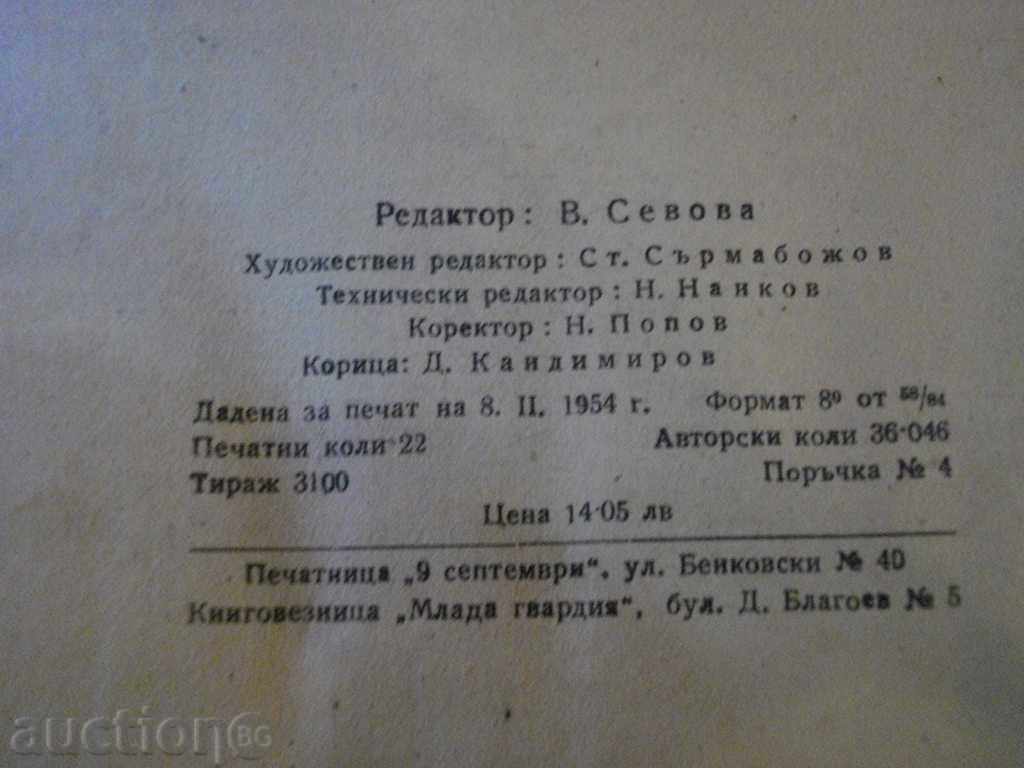 Редактор: В. Севова
Художествен редактор: Ст. Сърмабожов
Технически редактор: Н. Нанков
Коректор: Н. Попов
Корица: Д. Кандимиров
Дадена за печат на 8. II. 1954 г. Формат 8⁰ от 58/84
Печатни коли 22 Авторски коли 36·046
Тираж 3100 Поръчка № 4
Цена 14·05 лв
Печатница „9 септември“, ул. Бенковски № 40
Книговезница „Млада гвардия“, бул. Д. Благоев № 5
auction BG